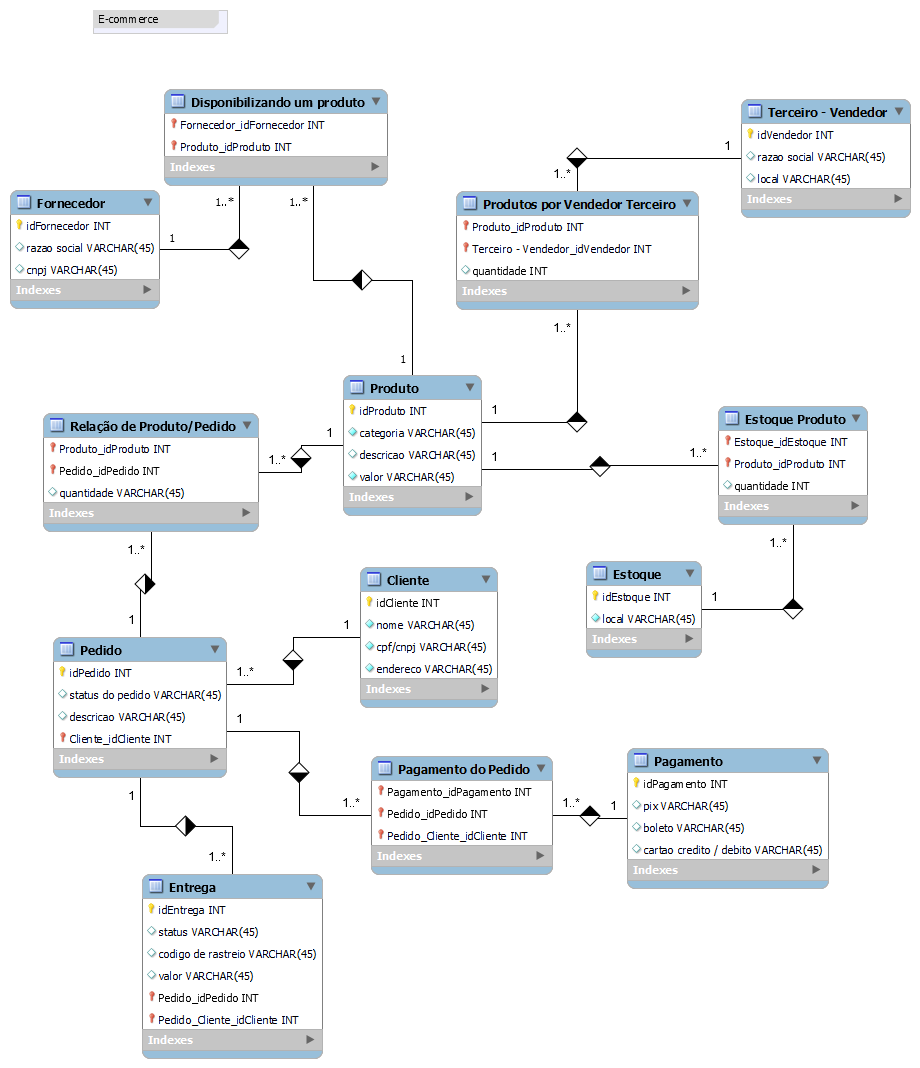 E-commerce
Disponibilizando um produto
Fornecedor_idFornecedor INT
Produto_idProduto INT
Indexes
1..*
1..*
Terceiro - Vendedor
idVendedor INT
razao social VARCHAR(45)
local VARCHAR(45)
Indexes
1
1..*
Fornecedor
idFornecedor INT
razao social VARCHAR(45)
cnpj VARCHAR(45)
Indexes
1
Produtos por Vendedor Terceiro
Produto_idProduto INT
Terceiro - Vendedor_idVendedor INT
quantidade INT
Indexes
1..*
1
Produto
idProduto INT
categoria VARCHAR(45)
descricao VARCHAR(45)
valor VARCHAR(45)
Indexes
1
1
1
Relação de Produto/Pedido
Produto_idProduto INT
Pedido_idPedido INT
quantidade VARCHAR(45)
Indexes
1..*
1..*
Estoque Produto
Estoque_idEstoque INT
Produto_idProduto INT
quantidade INT
Indexes
1..*
1..*
Estoque
idEstoque INT
local VARCHAR(45)
Indexes
1
Cliente
idCliente INT
nome VARCHAR(45)
cpf/cnpj VARCHAR(45)
endereco VARCHAR(45)
Indexes
1
1
Pedido
idPedido INT
status do pedido VARCHAR(45)
descricao VARCHAR(45)
Cliente_idCliente INT
Indexes
1..*
1
1
Pagamento do Pedido
Pagamento_idPagamento INT
Pedido_idPedido INT
Pedido_Cliente_idCliente INT
Indexes
1..*
1..*
Pagamento
idPagamento INT
pix VARCHAR(45)
boleto VARCHAR(45)
cartao credito / debito VARCHAR(45)
Indexes
1
1..*
Entrega
idEntrega INT
status VARCHAR(45)
codigo de rastreio VARCHAR(45)
valor VARCHAR(45)
Pedido_idPedido INT
Pedido_Cliente_idCliente INT
Indexes